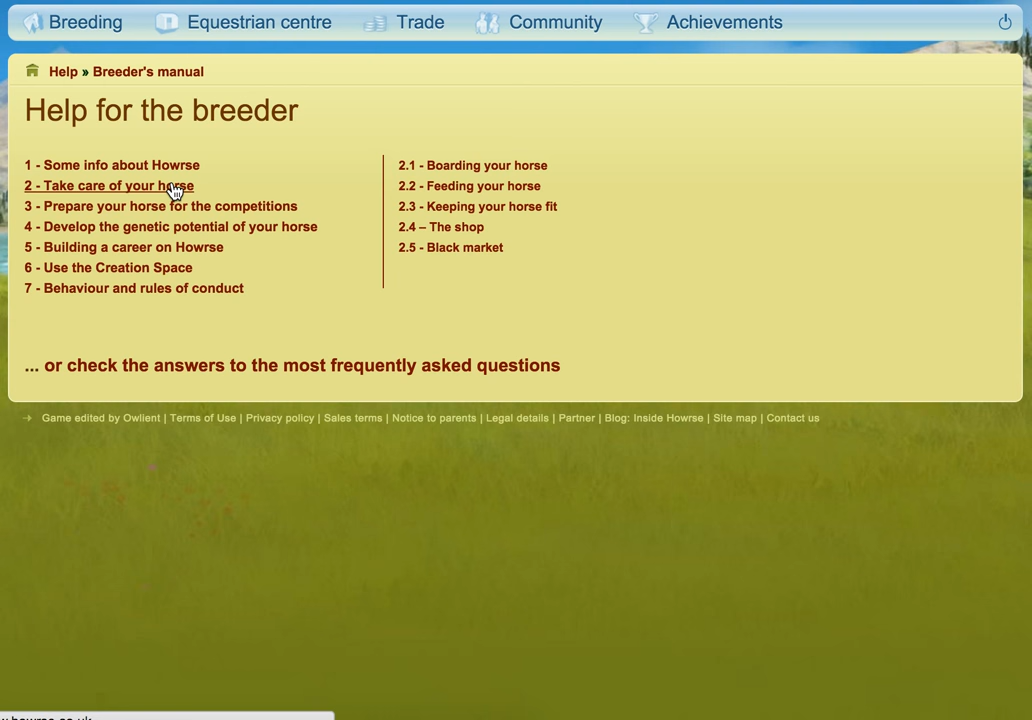 Breeding Equestrian centre Trade Community Achievements
Help » Breeder's manual
Help for the breeder
1 - Some info about Howrse
2 - Take care of your horse
3 - Prepare your horse for the competitions
4 - Develop the genetic potential of your horse
5 - Building a career on Howrse
6 - Use the Creation Space
7 - Behaviour and rules of conduct
2.1 - Boarding your horse
2.2 - Feeding your horse
2.3 - Keeping your horse fit
2.4 – The shop
2.5 - Black market
... or check the answers to the most frequently asked questions
Game edited by Owlient | Terms of Use | Privacy policy | Sales terms | Notice to parents | Legal details | Partner | Blog: Inside Howrse | Site map | Contact us